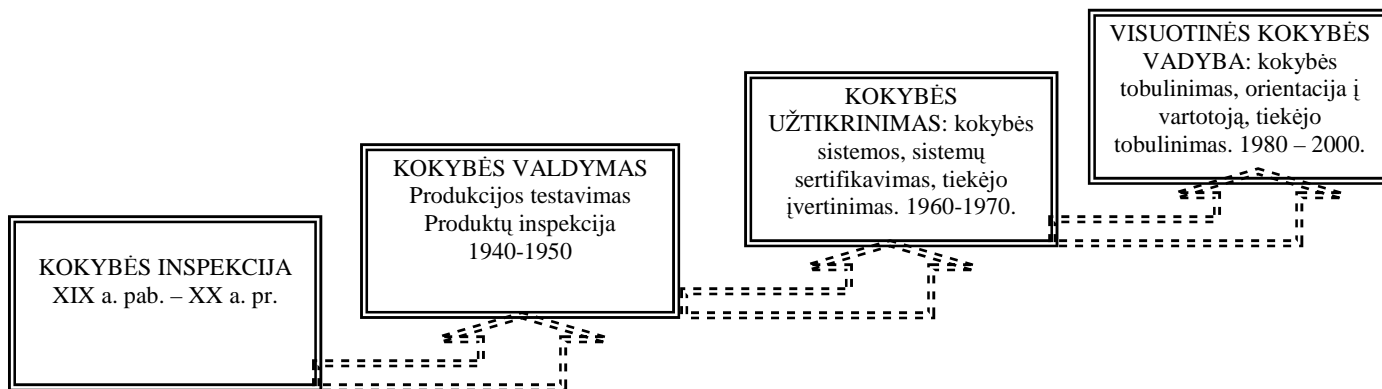 KOKYBĖS INSPEKCIJA
XIX a. pab. – XX a. pr.
KOKYBĖS VALDYMAS
Produkcijos testavimas
Produktų inspekcija
1940-1950
KOKYBĖS
UŽTIKRINIMAS: kokybės
sistemos, sistemų
sertifikavimas, tiekėjo
įvertinimas. 1960-1970.
VISUOTINĖS KOKYBĖS
VADYBA: kokybės
tobulinimas, orientacija į
vartotoją, tiekėjo
tobulinimas. 1980 – 2000.